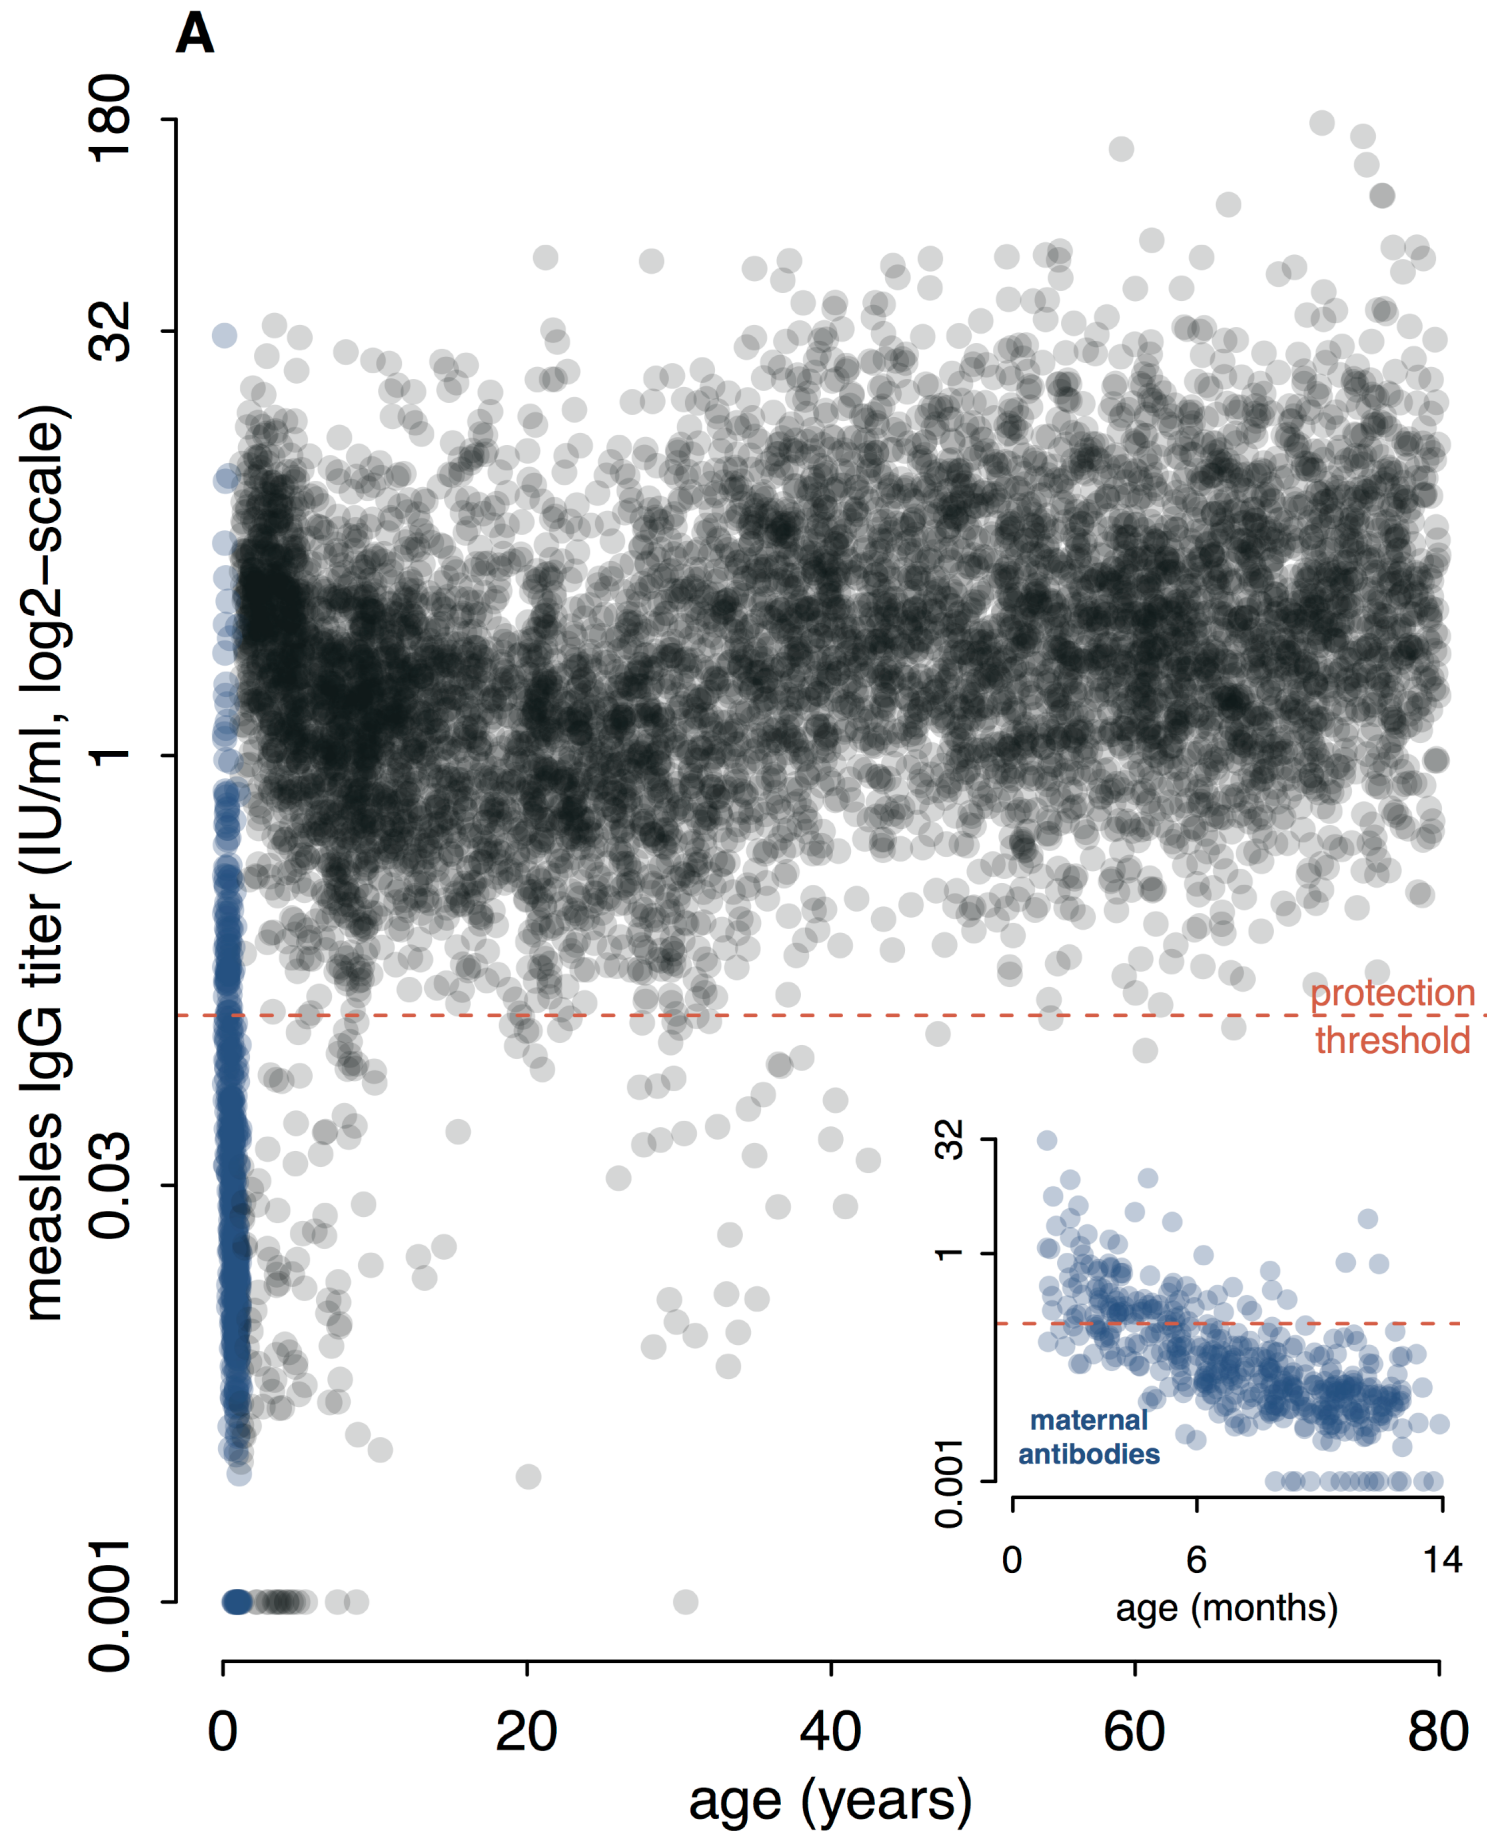 A
measles IgG titer (IU/ml, log2−scale)
180
32
1
0.03
0.001
protection
threshold
32
1
0.001
maternal
antibodies
0 6 14
age (months)
0 20 40 60 80
age (years)